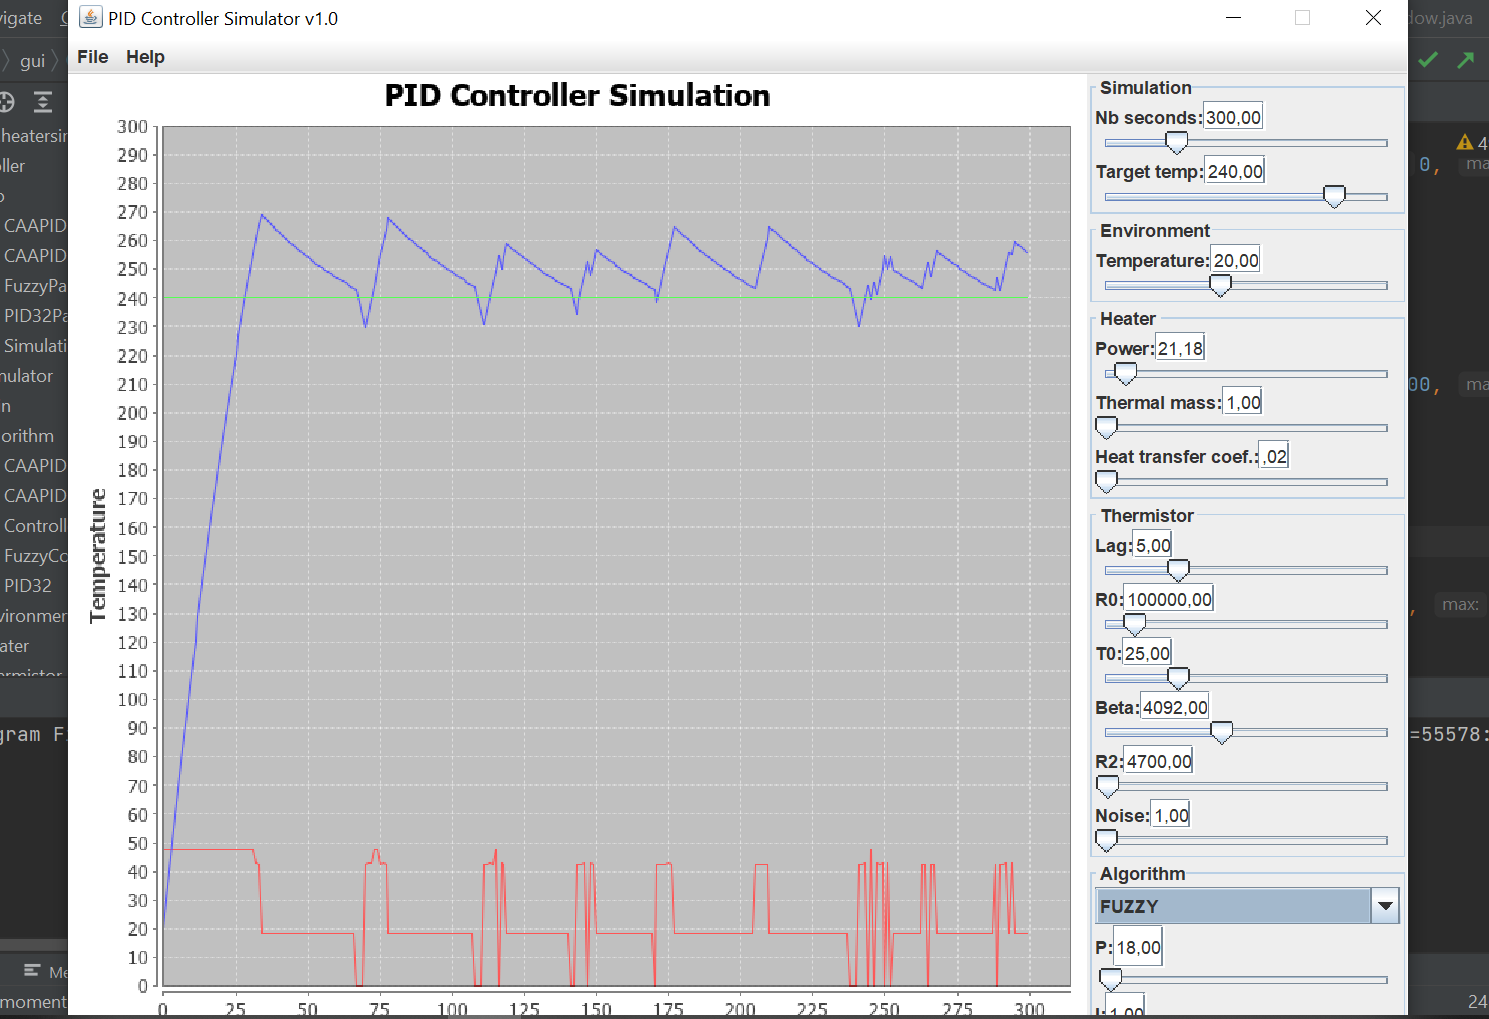 PID Controller Simulator v1.0
File Help
PID Controller Simulation
Temperature
300
290
280
270
260
250
240
230
220
210
200
190
180
170
160
150
140
130
120
110
100
90
80
70
60
50
40
30
20
10
0
0 25 50 75 100 125 150 175 200 225 250 275 300
Simulation
Nb seconds: 300,00
Target temp: 240,00
Environment
Temperature: 20,00
Heater
Power: 21,18
Thermal mass: 1,00
Heat transfer coef.: ,02
Thermistor
Lag: 5,00
R0: 100000,00
T0: 25,00
Beta: 4092,00
R2: 4700,00
Noise: 1,00
Algorithm
FUZZY
P: 18,00
I: 1,00
vigate
gui
heatersim
ller
CAAPID
CAAPID
FuzzyPa
PID32Pa
Simulati
mulator
n
orithm
CAAPID
CAAPID
Controll
FuzzyCo
PID32
vironmen
ater
rmistor
gram F
Me
moment
dow.java
4
0, ma
00, ma
, max:
=55578:
24